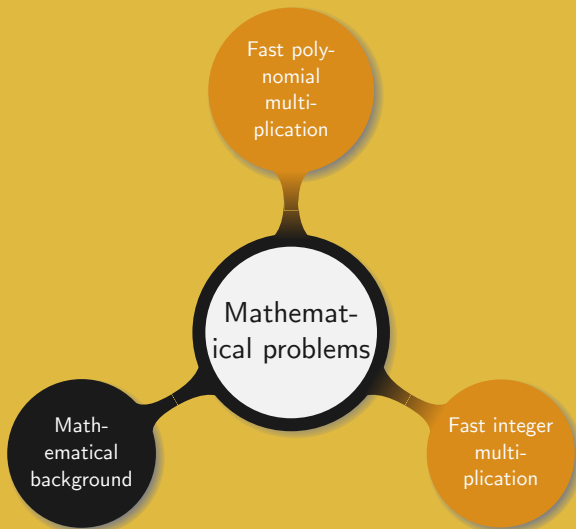 Fast poly-
nomial
multi-
plication
Mathemat-
ical problems
Math-
ematical
background
Fast integer
multi-
plication